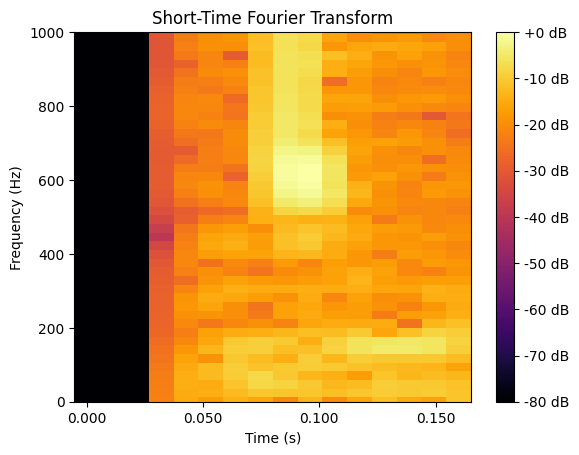 Short-Time Fourier Transform
Frequency (Hz)
1000
800
600
400
200
0
0.000
0.050
0.100
0.150
Time (s)
+0 dB
-10 dB
-20 dB
-30 dB
-40 dB
-50 dB
-60 dB
-70 dB
-80 dB